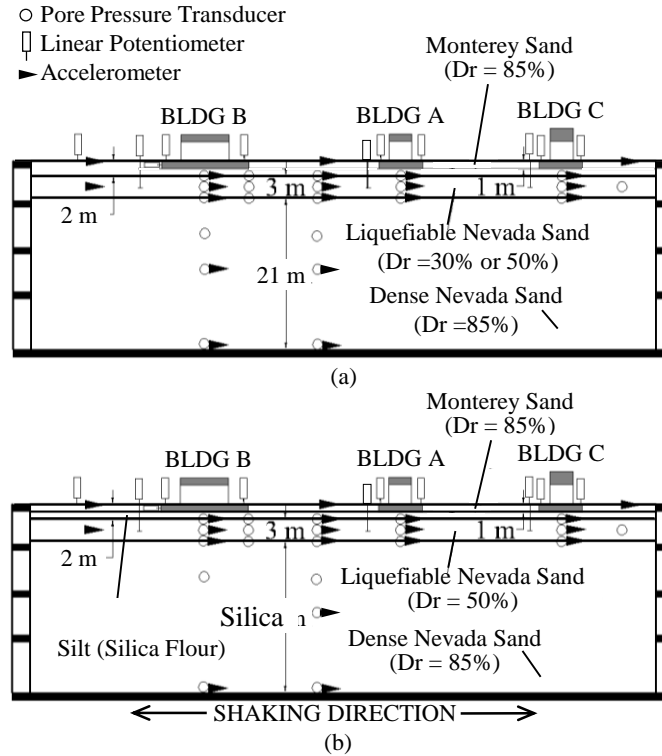 Pore Pressure Transducer
Linear Potentiometer
Accelerometer
Monterey Sand
(Dr = 85%)
BLDG B
BLDG A
BLDG C
3 m
1 m
2 m
Liquefiable Nevada Sand
(Dr =30% or 50%)
21 m
Dense Nevada Sand
(Dr =85%)
(a)
Monterey Sand
(Dr = 85%)
BLDG B
BLDG A
BLDG C
3 m
1 m
2 m
Liquefiable Nevada Sand
(Dr = 50%)
Silica
Silt (Silica Flour)
Dense Nevada Sand
(Dr = 85%)
SHAKING DIRECTION
(b)